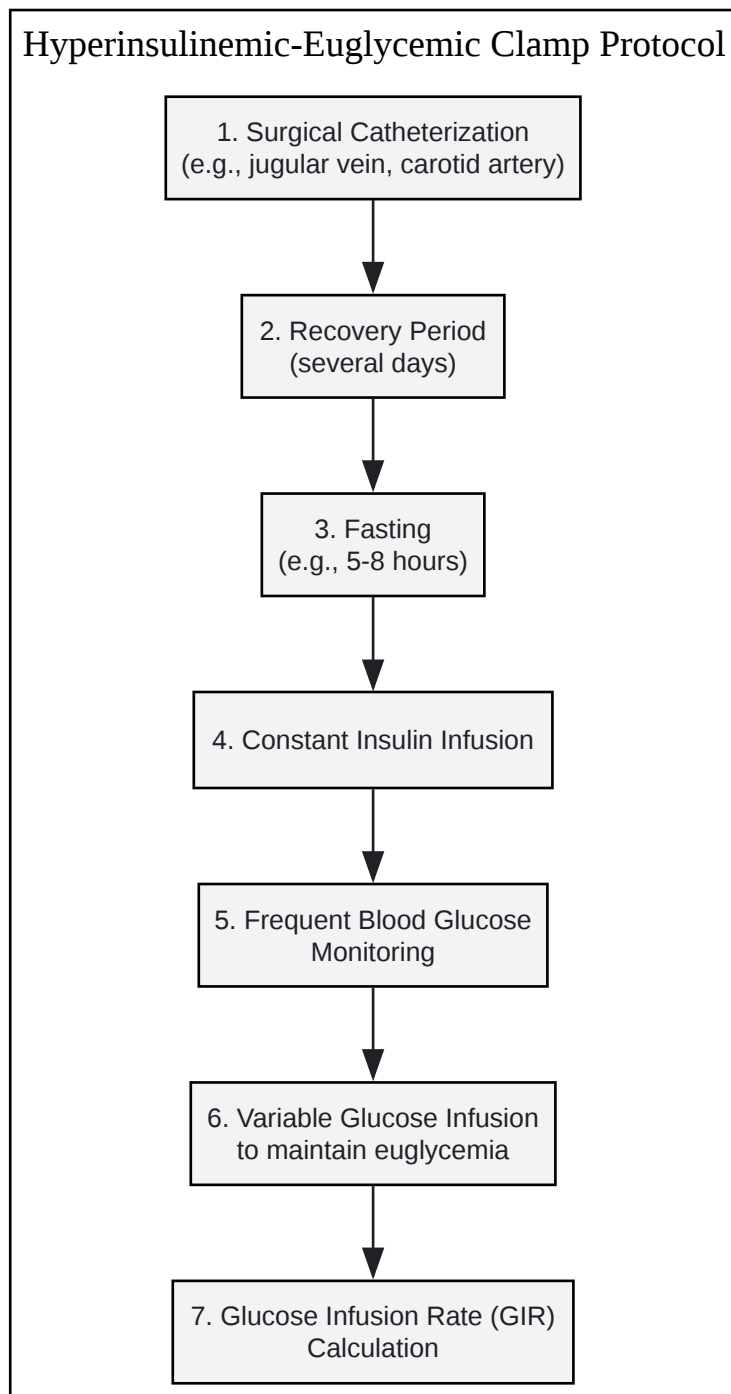 Hyperinsulinemic-Euglycemic Clamp Protocol
1. Surgical Catheterization
(e.g., jugular vein, carotid artery)
2. Recovery Period
(several days)
3. Fasting
(e.g., 5-8 hours)
4. Constant Insulin Infusion
5. Frequent Blood Glucose
Monitoring
6. Variable Glucose Infusion
to maintain euglycemia
7. Glucose Infusion Rate (GIR)
Calculation